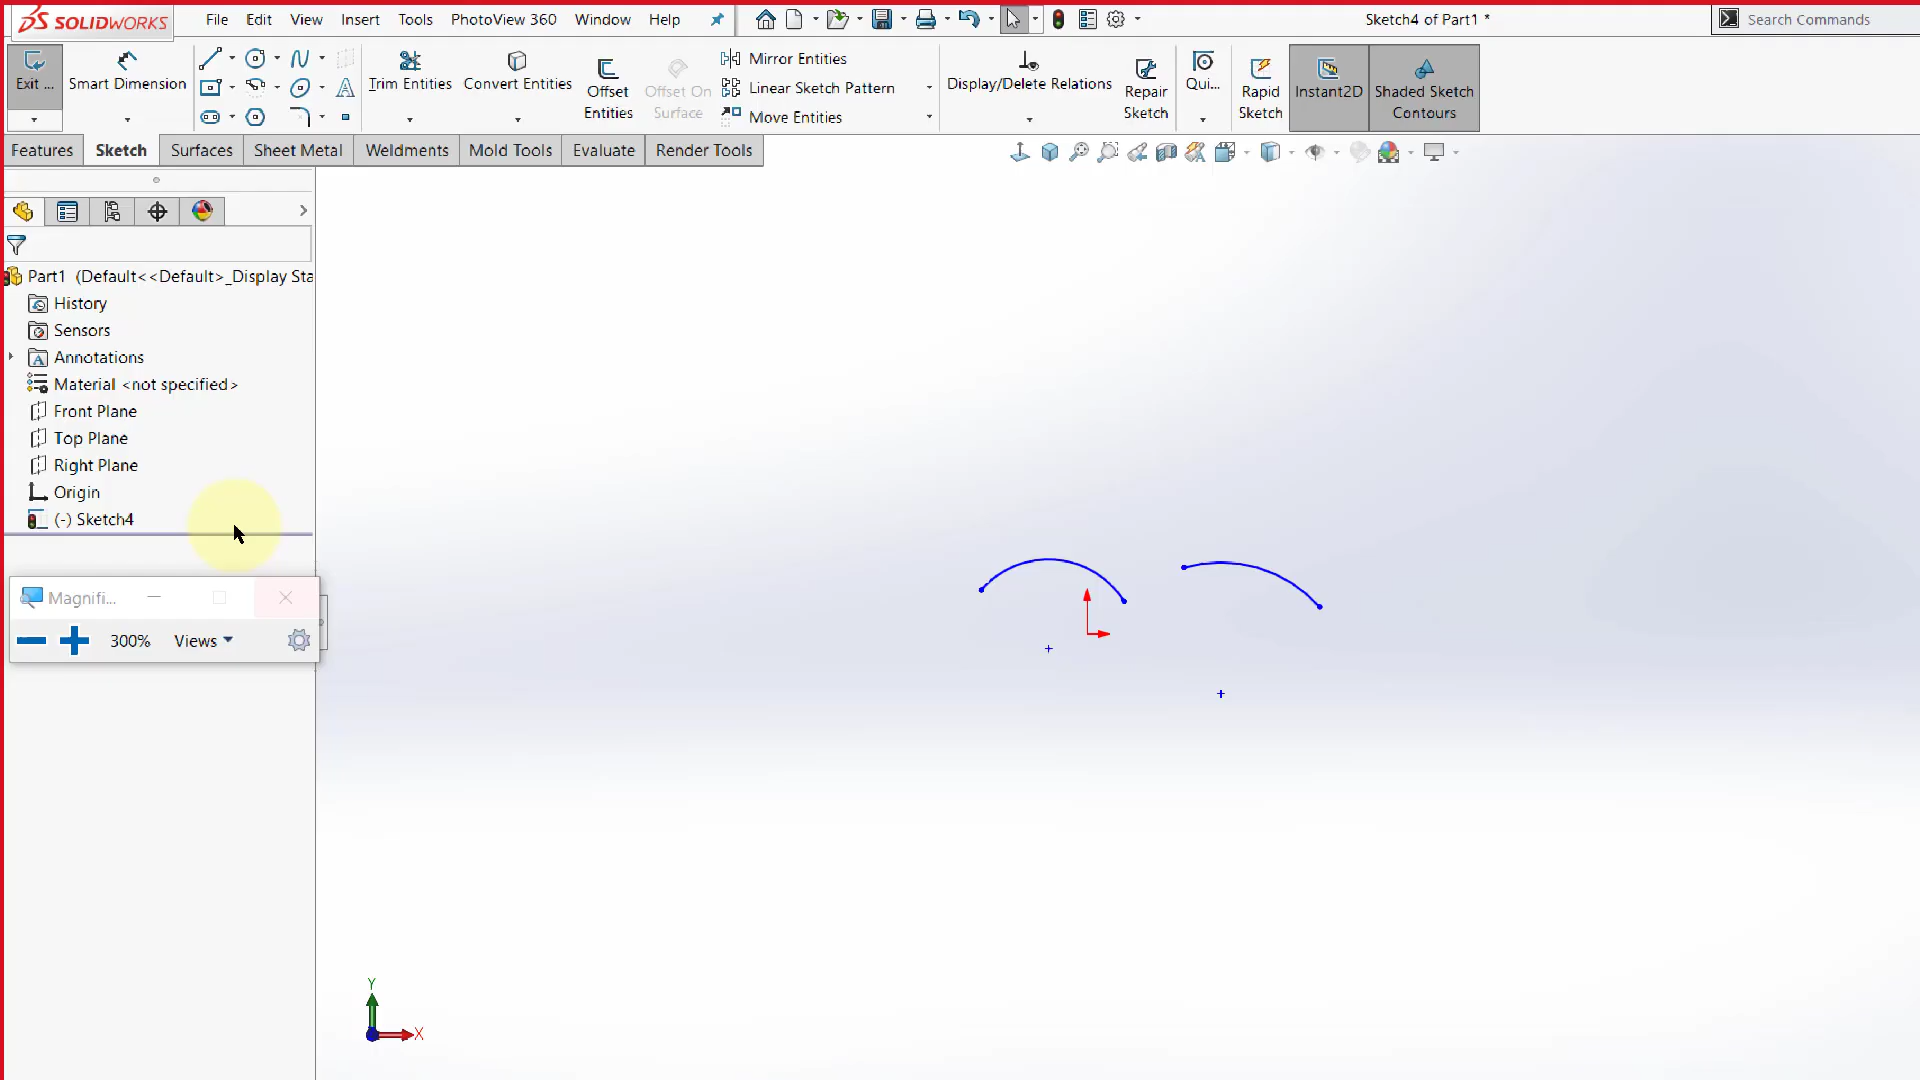 SOLIDWORKS
File Edit View Insert Tools PhotoView 360 Window Help
Sketch4 of Part1 *
Search Commands
Exit ...
Smart Dimension
Trim Entities
Convert Entities
Offset Entities
Offset On Surface
Mirror Entities
Linear Sketch Pattern
Move Entities
Display/Delete Relations
Repair Sketch
Qui...
Rapid Sketch
Instant2D
Shaded Sketch Contours
Features Sketch Surfaces Sheet Metal Weldments Mold Tools Evaluate Render Tools
Part1 (Default<<Default>_Display Sta
History
Sensors
Annotations
Material <not specified>
Front Plane
Top Plane
Right Plane
Origin
(-) Sketch4
Magnifi...
300% Views
Y
X